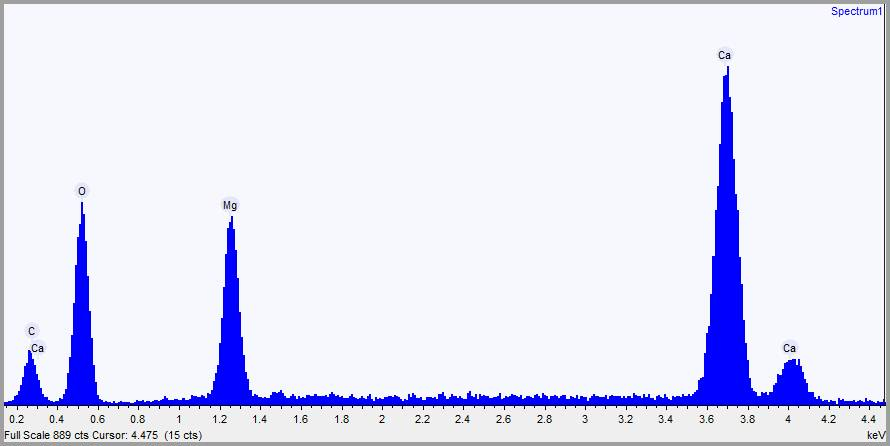 Spectrum1
Ca
O
Mg
C
Ca
Ca
0.2 0.4 0.6 0.8 1 1.2 1.4 1.6 1.8 2 2.2 2.4 2.6 2.8 3 3.2 3.4 3.6 3.8 4 4.2 4.4
Full Scale 889 cts Cursor: 4.475 (15 cts) keV